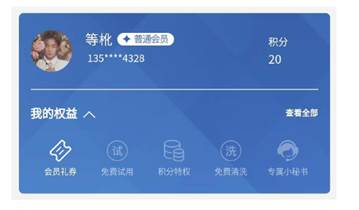 等枇 普通会员
135****4328
积分
20
我的权益
查看全部
试
洗
会员礼券 免费试用 积分特权 免费清洗 专属小秘书